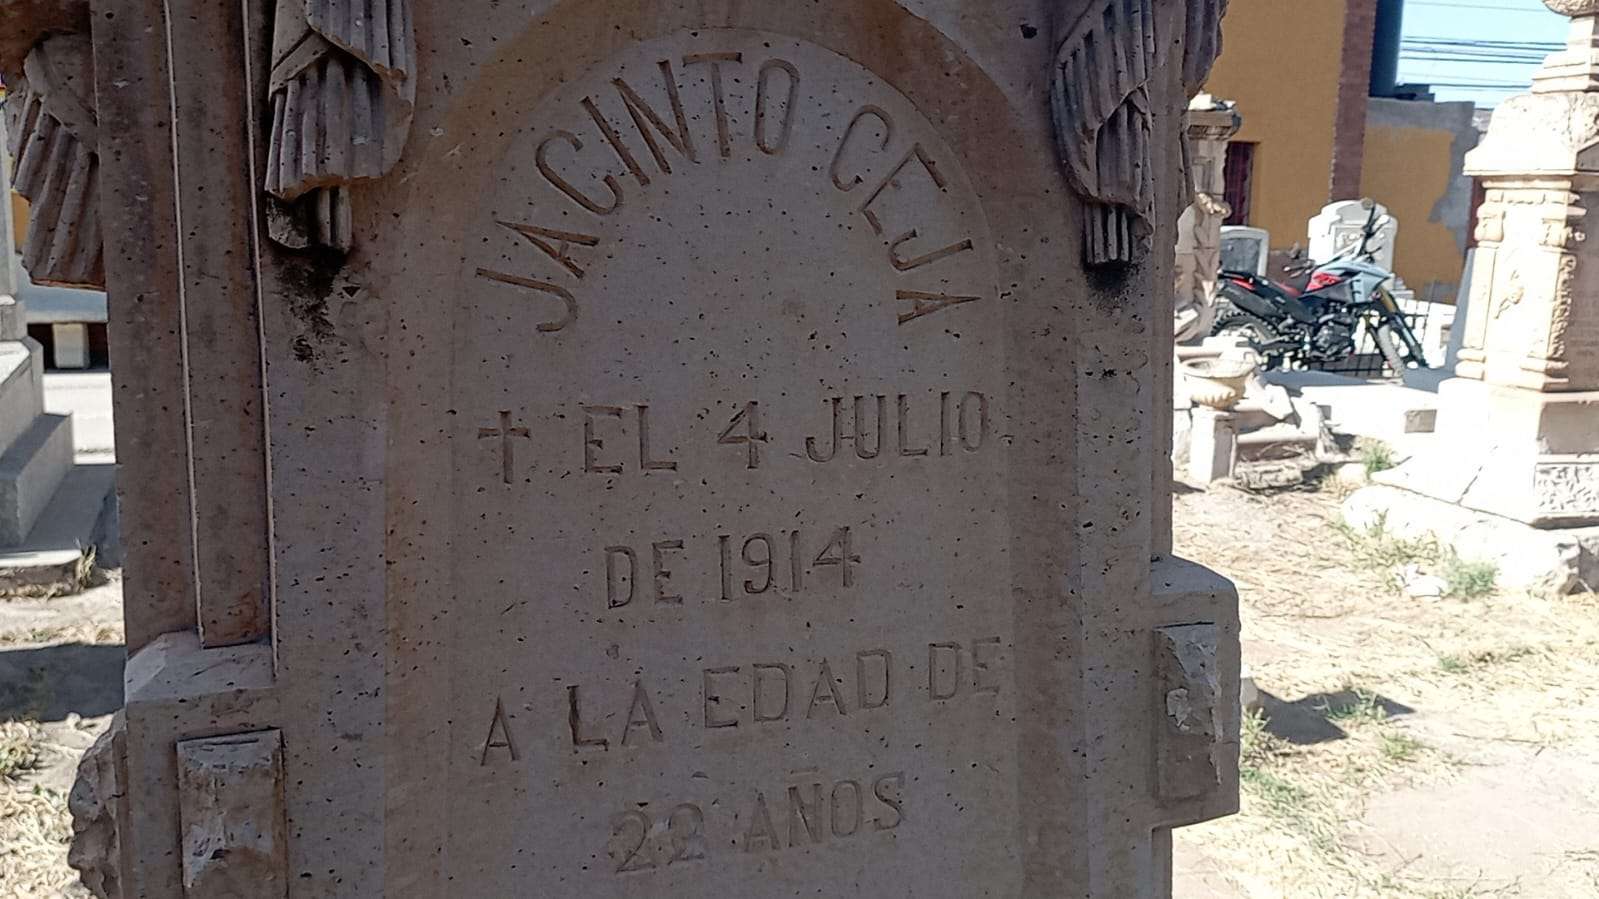 JACINTO CEJA
✝ EL 4 JULIO
DE 1914
A LA EDAD DE
22 AÑOS